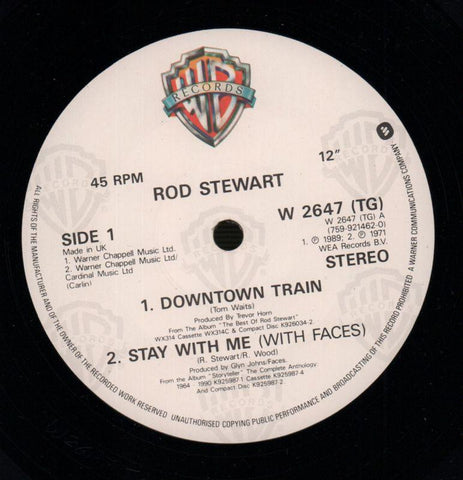 WB
RECORDS
45 RPM
12"
ROD STEWART
SIDE 1
Made in UK
1. Warner Chappell Music Ltd.
2. Warner Chappell Music Ltd/
Cardinal Music Ltd
(Carlin)
W 2647 (TG)
W 2647 (TG) A
(759-921462-0)
1. ℗ 1989; 2. ℗ 1971
WEA Records B.V.
STEREO
1. DOWNTOWN TRAIN
(Tom Waits)
Produced by Trevor Horn
From The Album "The Best Of Rod Stewart"
WX314 Cassette WX314C & Compact Disc K926034-2.
2. STAY WITH ME (WITH FACES)
(R. Stewart/R. Wood)
Produced by Glyn Johns/Faces.
From the Album "Storyteller" The Complete Anthology
1964 - 1990 K925987-1 Cassette K925987-4
And Compact Disc K925987-2
ALL RIGHTS OF THE MANUFACTURER AND OF THE OWNER OF THE RECORDED WORK RESERVED UNAUTHORISED COPYING PUBLIC PERFORMANCE AND BROADCASTING OF THIS RECORD PROHIBITED A WARNER COMMUNICATIONS COMPANY